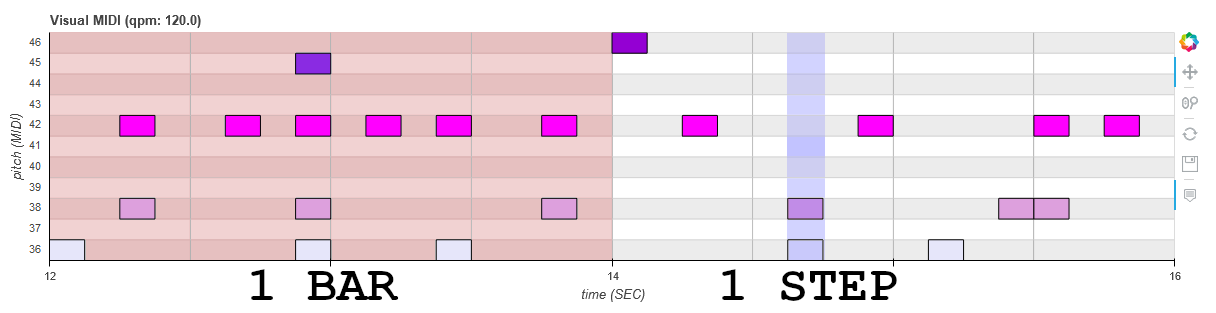 Visual MIDI (qpm: 120.0)
46
45
44
43
42
41
40
39
38
37
36
pitch (MIDI)
12
14
16
1 BAR
1 STEP
time (SEC)